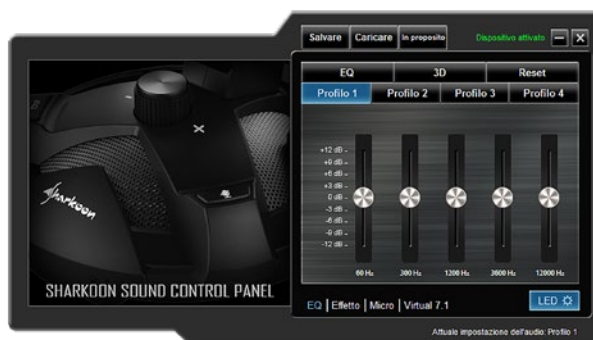 Salvare Caricare In proposito Dispositivo attivato
EQ 3D Reset
Profilo 1 Profilo 2 Profilo 3 Profilo 4
+12 dB
+9 dB
+6 dB
+3 dB
0 dB
-3 dB
-6 dB
-9 dB
-12 dB
60 Hz 300 Hz 1200 Hz 3600 Hz 12000 Hz
Sharkoon
SHARKOON SOUND CONTROL PANEL
EQ | Effetto | Micro | Virtual 7.1 LED
Attuale impostazione dell'audio: Profilo 1